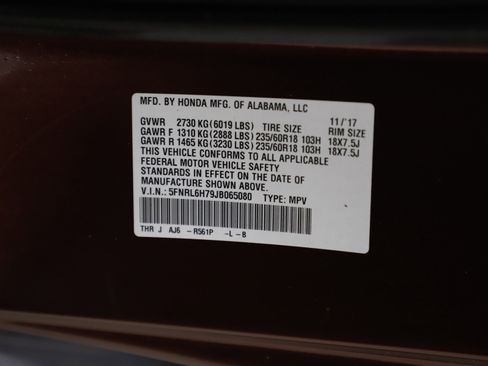 MFD. BY HONDA MFG. OF ALABAMA, LLC
GVWR 2730 KG(6019 LBS) TIRE SIZE 11/'17 RIM SIZE
GAWR F 1310 KG(2888 LBS)235/60R18 103H 18X7.5J
GAWR R 1465 KG(3230 LBS)235/60R18 103H 18X7.5J
THIS VEHICLE CONFORMS TO ALL APPLICABLE
FEDERAL MOTOR VEHICLE SAFETY
STANDARDS IN EFFECT ON THE DATE OF
MANUFACTURE SHOWN ABOVE.
V.I.N.: 5FNRL6H79JB065080 TYPE: MPV
THR J AJ6 -R561P -L -B